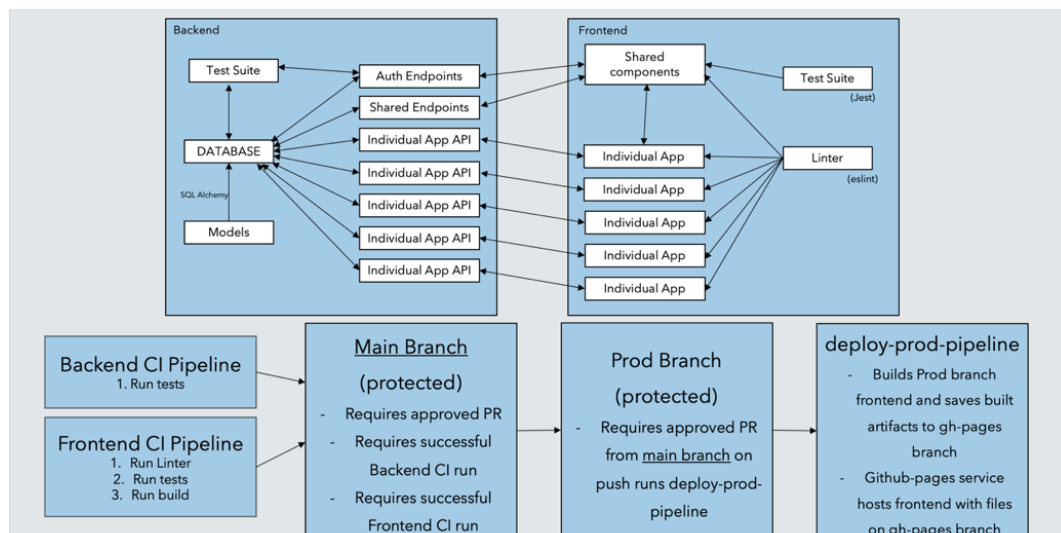 Backend
Test Suite
Auth Endpoints
Shared Endpoints
DATABASE
Individual App API
Individual App API
SQL Alchemy
Individual App API
Models
Individual App API
Individual App API
Frontend
Shared
components
Test Suite
(Jest)
Individual App
Linter
(eslint)
Individual App
Individual App
Individual App
Individual App
Backend CI Pipeline
1. Run tests
Frontend CI Pipeline
1. Run Linter
2. Run tests
3. Run build
Main Branch
(protected)
- Requires approved PR
- Requires successful
Backend CI run
- Requires successful
Frontend CI run
Prod Branch
(protected)
- Requires approved PR
from main branch on
push runs deploy-prod-
pipeline
deploy-prod-pipeline
- Builds Prod branch
frontend and saves built
artifacts to gh-pages
branch
- Github-pages service
hosts frontend with files
on gh-pages branch